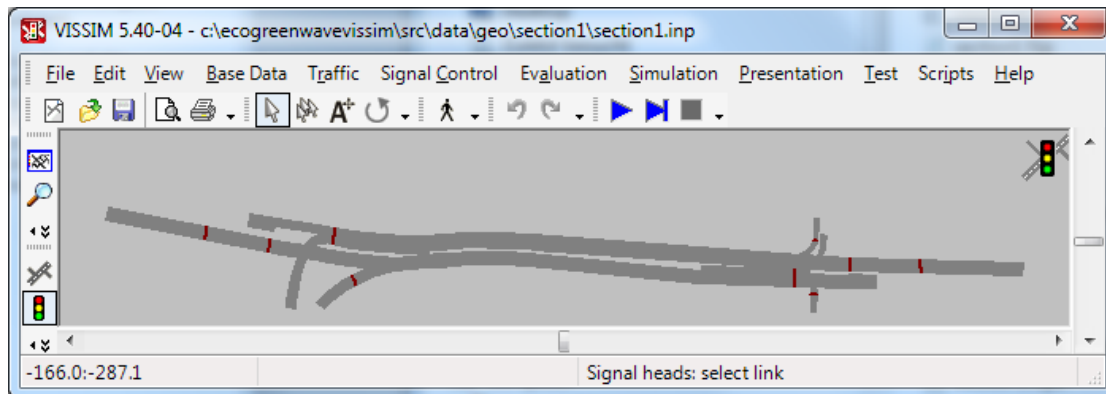 VISSIM 5.40-04 - c:\ecogreenwavevissim\src\data\geo\section1\section1.inp
File Edit View Base Data Traffic Signal Control Evaluation Simulation Presentation Test Scripts Help
-166.0:-287.1 Signal heads: select link